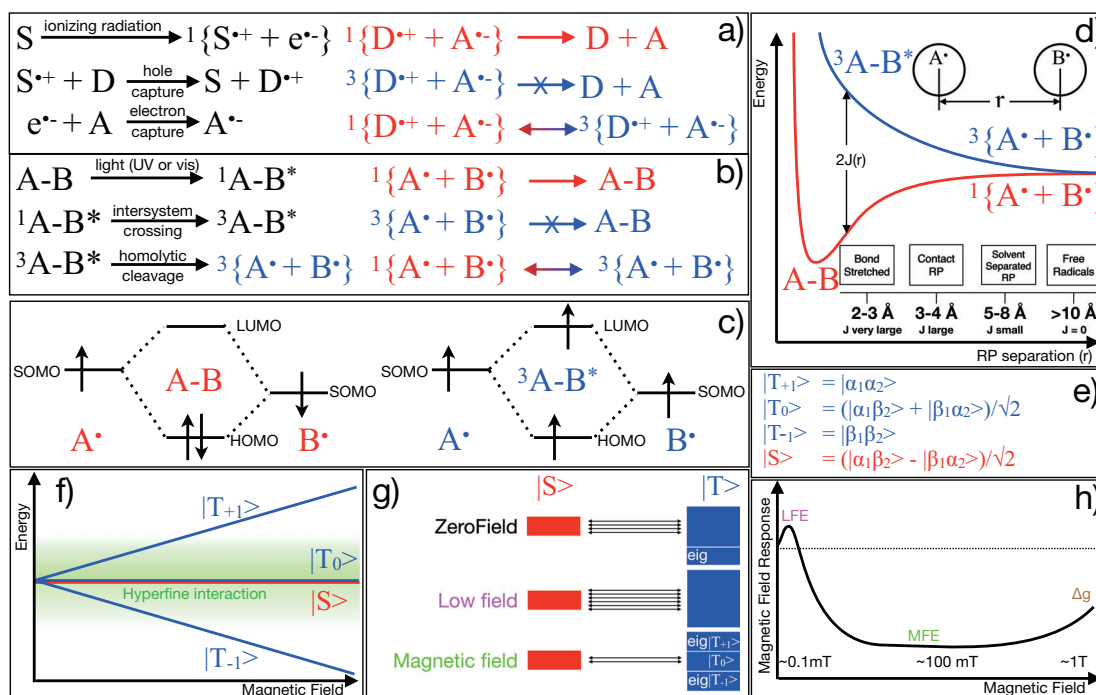 a)
S ionizing radiation ¹{S•+ + e•-} ¹{D•+ + A•-} D + A
S•+ + D hole capture S + D•+ ³{D•+ + A•-} D + A
e•- + A electron capture A•- ¹{D•+ + A•-} ³{D•+ + A•-}
b)
A-B light (UV or vis) ¹A-B* ¹{A• + B•} A-B
¹A-B* intersystem crossing ³A-B* ³{A• + B•} A-B
³A-B* homolytic cleavage ³{A• + B•} ¹{A• + B•} ³{A• + B•}
c)
LUMO
SOMO A-B SOMO SOMO ³A-B* SOMO
HOMO HOMO
A• B• A• B•
d)
Energy
³A-B*
A• B•
r
2J(r)
³{A• + B•}
¹{A• + B•}
A-B
Bond Stretched
Contact RP
Solvent Separated RP
Free Radicals
2-3 Å 3-4 Å 5-8 Å >10 Å
J very large J large J small J = 0
RP separation (r)
e)
|T+1> = |α1α2>
|T0> = (|α1β2> + |β1α2>)/√2
|T-1> = |β1β2>
|S> = (|α1β2> - |β1α2>)/√2
f)
Energy
|T+1>
|T0>
Hyperfine interaction |S>
|T-1>
Magnetic Field
g)
|S> |T>
ZeroField
eig
Low field
Magnetic field
eig|T+1>
|T0>
eig|T-1>
h)
Magnetic Field Response
LFE
Δg
MFE
~0.1mT ~100 mT ~1T
Magnetic Field